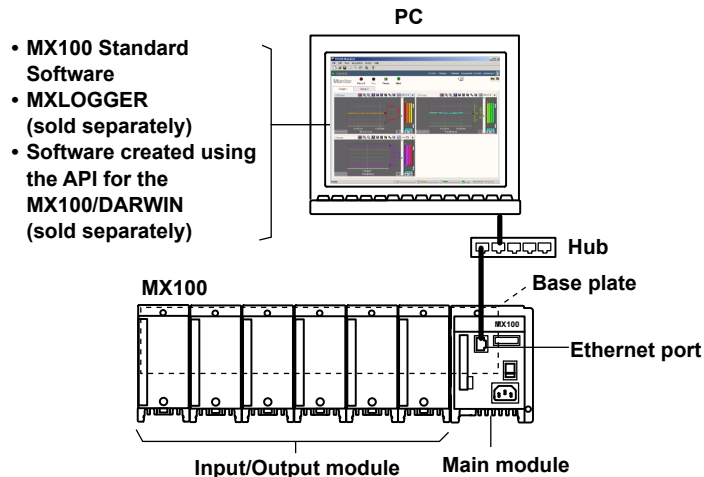 PC
• MX100 Standard
Software
• MXLOGGER
(sold separately)
• Software created using
the API for the
MX100/DARWIN
(sold separately)
Hub
Base plate
MX100
MX100
Ethernet port
Input/Output module
Main module